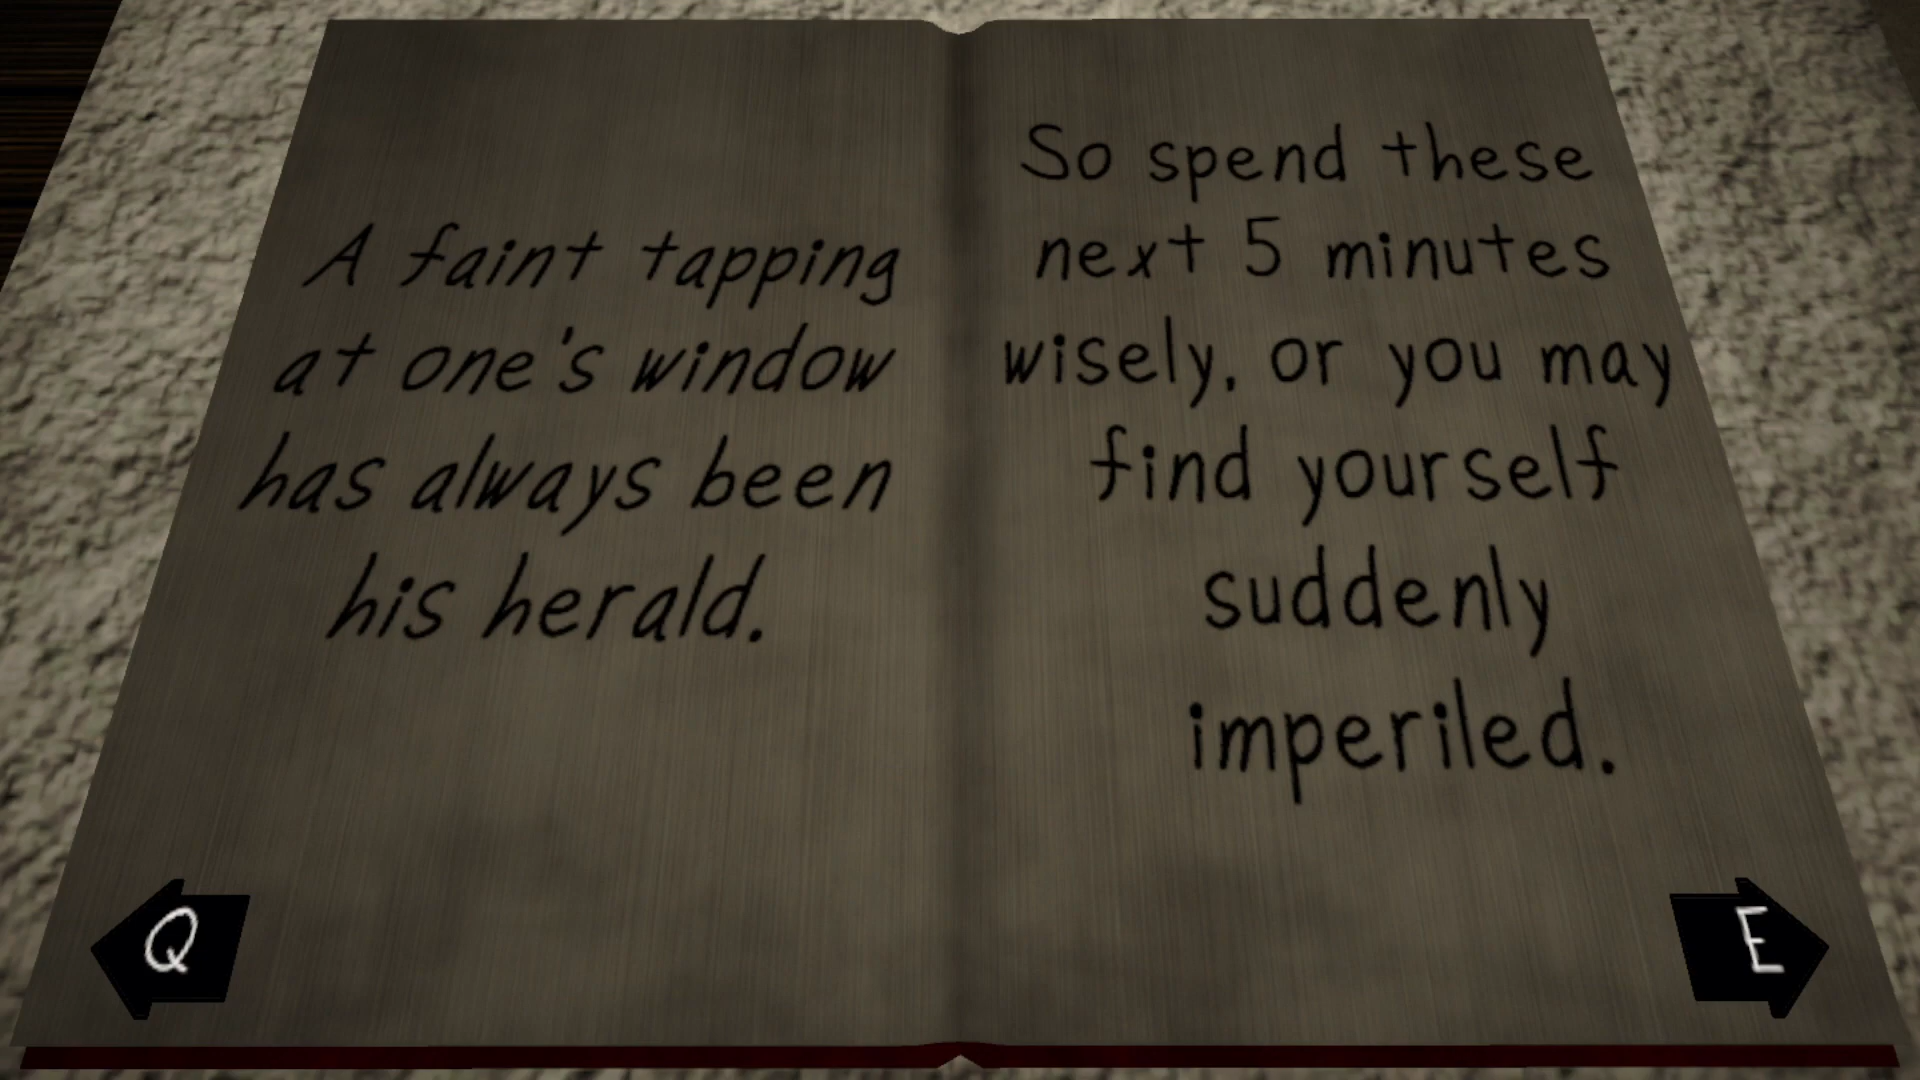 A faint tapping
at one's window
has always been
his herald.
So spend these
next 5 minutes
wisely, or you may
find yourself
suddenly
imperiled.
Q
E